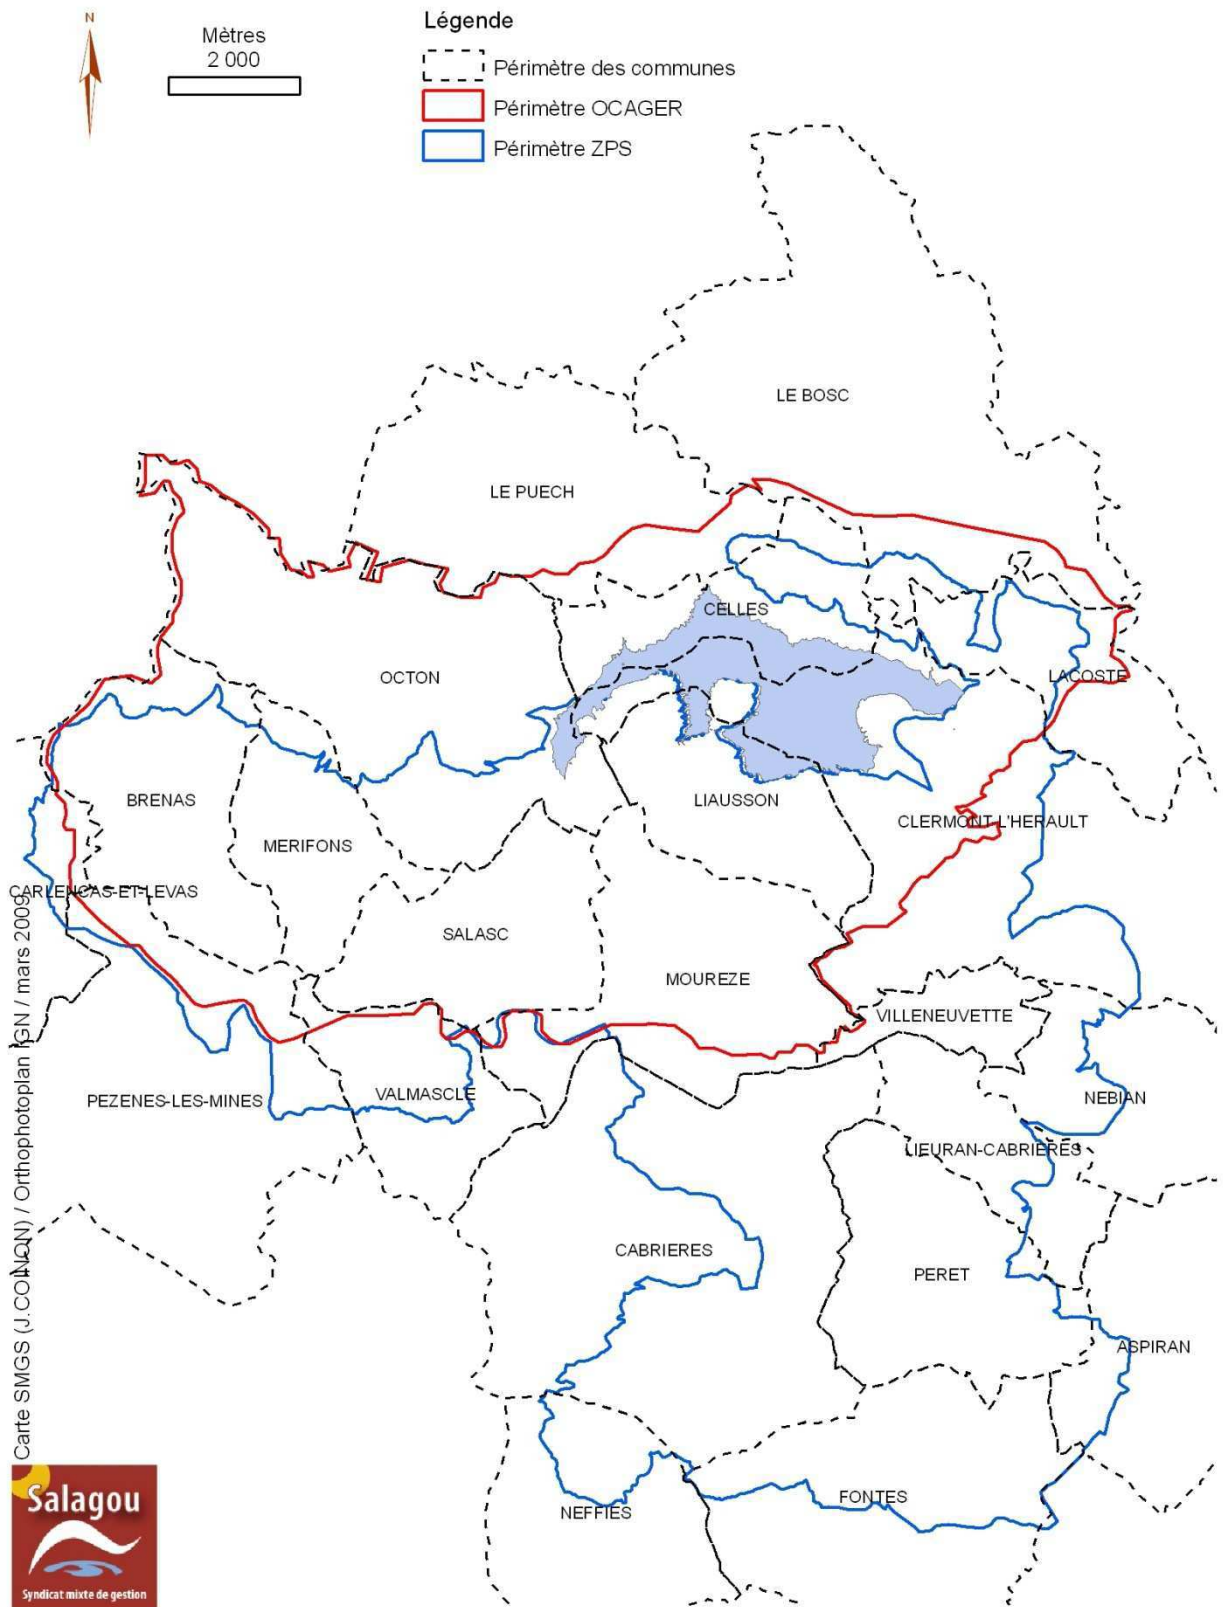 N
Mètres
2 000
Légende
Périmètre des communes
Périmètre OCAGER
Périmètre ZPS
LE BOSC
LE PUECH
CELLES
OCTON
LACOSTE
BRENAS
LIAUSSON
CLERMONT L'HERAULT
MERIFONS
CARLENCAS-ET-LEVAS
SALASC
MOUREZE
VILLENEUVETTE
PEZENES-LES-MINES
VALMASCLE
NEBIAN
LIEURAN-CABRIERES
CABRIERES
PERET
ASPIRAN
FONTES
NEFFIES
Carte SMGS (J.COINON) / Orthophotoplan IGN / mars 2009
Salagou
Syndicat mixte de gestion